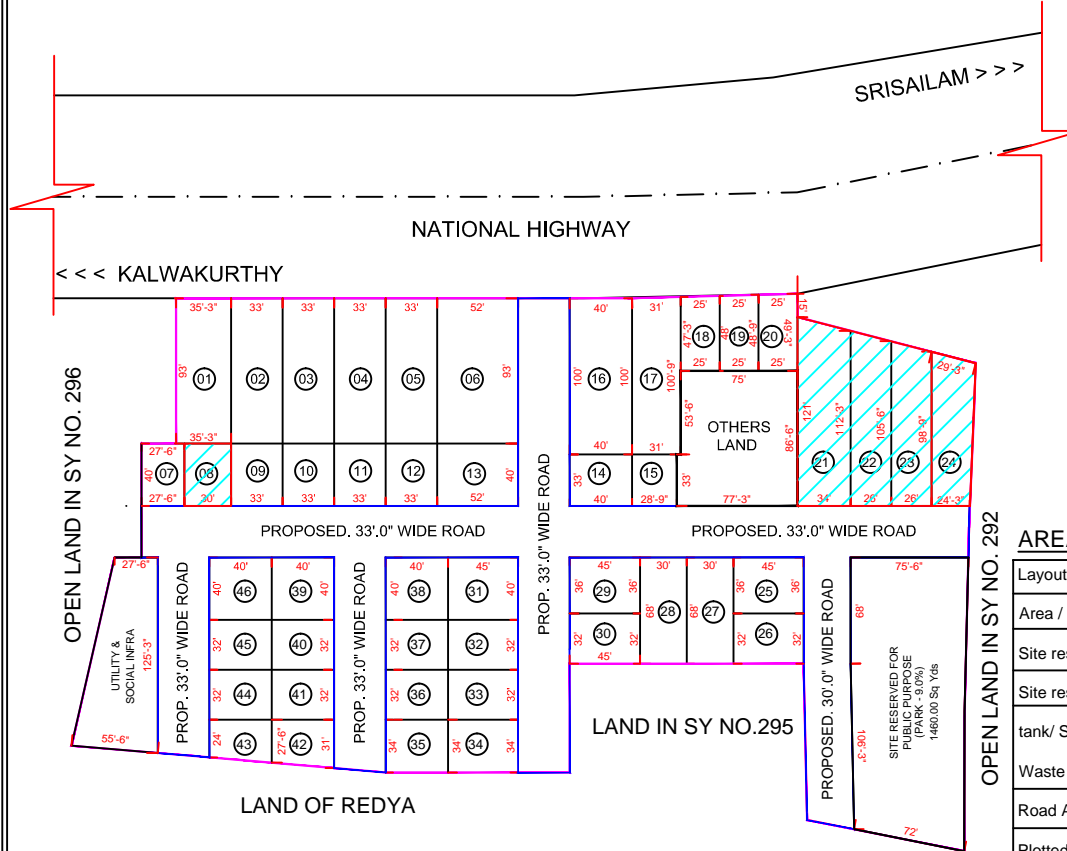 SRISAILAM > > >
NATIONAL HIGHWAY
< < < KALWAKURTHY
35'-3" 33' 33' 33' 33' 52' 40' 31' 25' 25' 25' 15'
93' 01 02 03 04 05 06 93'
100' 16 100' 17 100'-9"
47'-3" 18 48' 19 48'-9" 20 49'-3"
25' 25' 25'
75'
53'-6"
OTHERS
LAND
98'-9"
121' 112'-3" 105'-6" 98'-9" 29'-3"
21 22 23 24
34' 26' 26' 24'-3"
35'-3"
27'-6"
40' 07 08 09 10 11 12 13 40'
27'-6" 30' 33' 33' 33' 33' 52'
40' 31'
33' 14 15 33'
40' 28'-9" 77'-3"
OPEN LAND IN SY NO. 296
PROPOSED. 33'.0" WIDE ROAD
PROP. 33'.0" WIDE ROAD
PROPOSED. 33'.0" WIDE ROAD
OPEN LAND IN SY NO. 292
27'-6"
UTILITY &
SOCIAL INFRA
125'-3"
55'-6"
PROP. 33'.0" WIDE ROAD
40' 40'
40' 46 39 40'
32' 45 40 32'
32' 44 41 32'
24' 43 27'-6" 42 31'
PROP. 33'.0" WIDE ROAD
40' 45'
40' 38 31 40'
32' 37 32 32'
32' 36 33 32'
34' 35 34 34'
45' 30' 30' 45'
36' 29 36' 68' 28 68' 27 36' 25 36'
32' 30 32' 32' 26 32'
45'
LAND IN SY NO.295
PROPOSED. 30'.0" WIDE ROAD
75'-6"
68'
106'-3"
SITE RESERVED FOR
PUBLIC PURPOSE
(PARK - 9.0%)
1460.00 Sq Yds
72'
LAND OF REDYA
AREA
Layout
Area /
Site res
Site res
tank/ S
Waste
Road A
Plotted